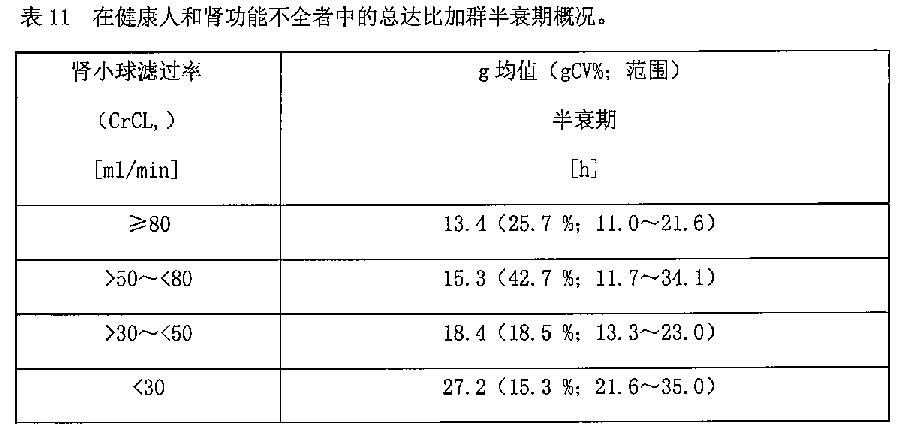 表 11 在健康人和肾功能不全者中的总达比加群半衰期概况。
肾小球滤过率
（CrCL,）
[ml/min]
g 均值（gCV%；范围）
半衰期
[h]
≥80
13.4（25.7 %；11.0～21.6）
>50～<80
15.3（42.7 %；11.7～34.1）
>30～<50
18.4（18.5 %；13.3～23.0）
<30
27.2（15.3 %；21.6～35.0）